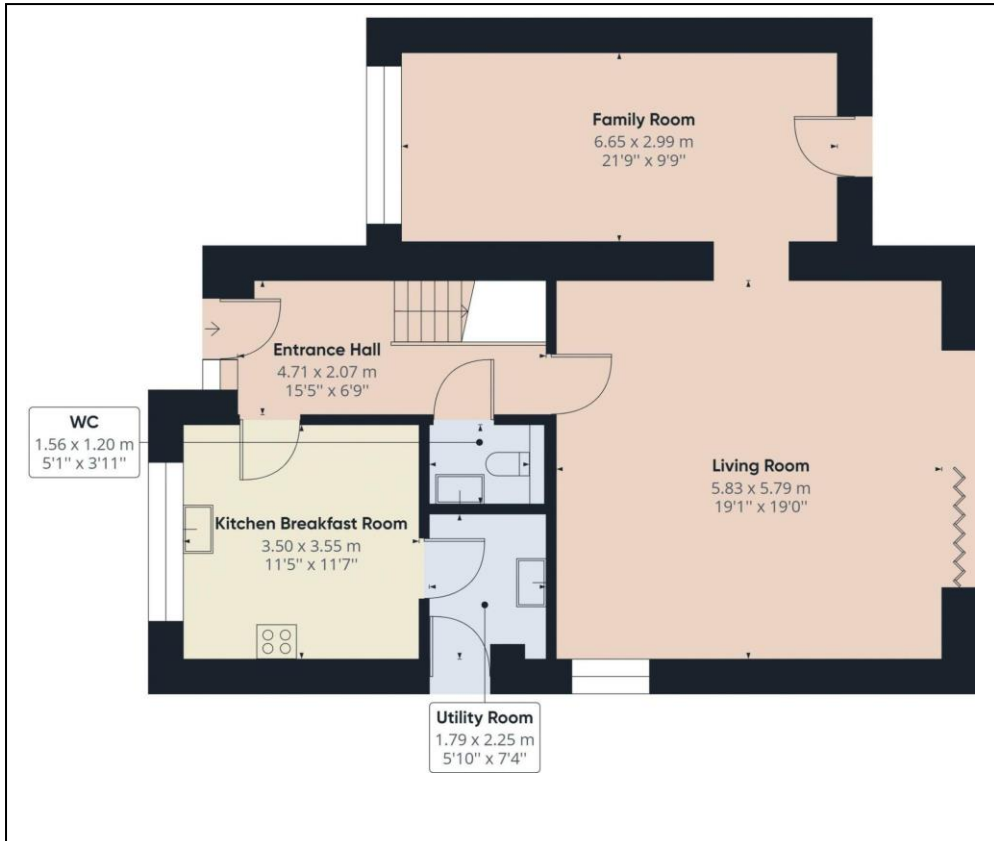 Family Room
6.65 x 2.99 m
21'9" x 9'9"
Entrance Hall
4.71 x 2.07 m
15'5" x 6'9"
WC
1.56 x 1.20 m
5'1" x 3'11"
Living Room
5.83 x 5.79 m
19'1" x 19'0"
Kitchen Breakfast Room
3.50 x 3.55 m
11'5" x 11'7"
Utility Room
1.79 x 2.25 m
5'10" x 7'4"